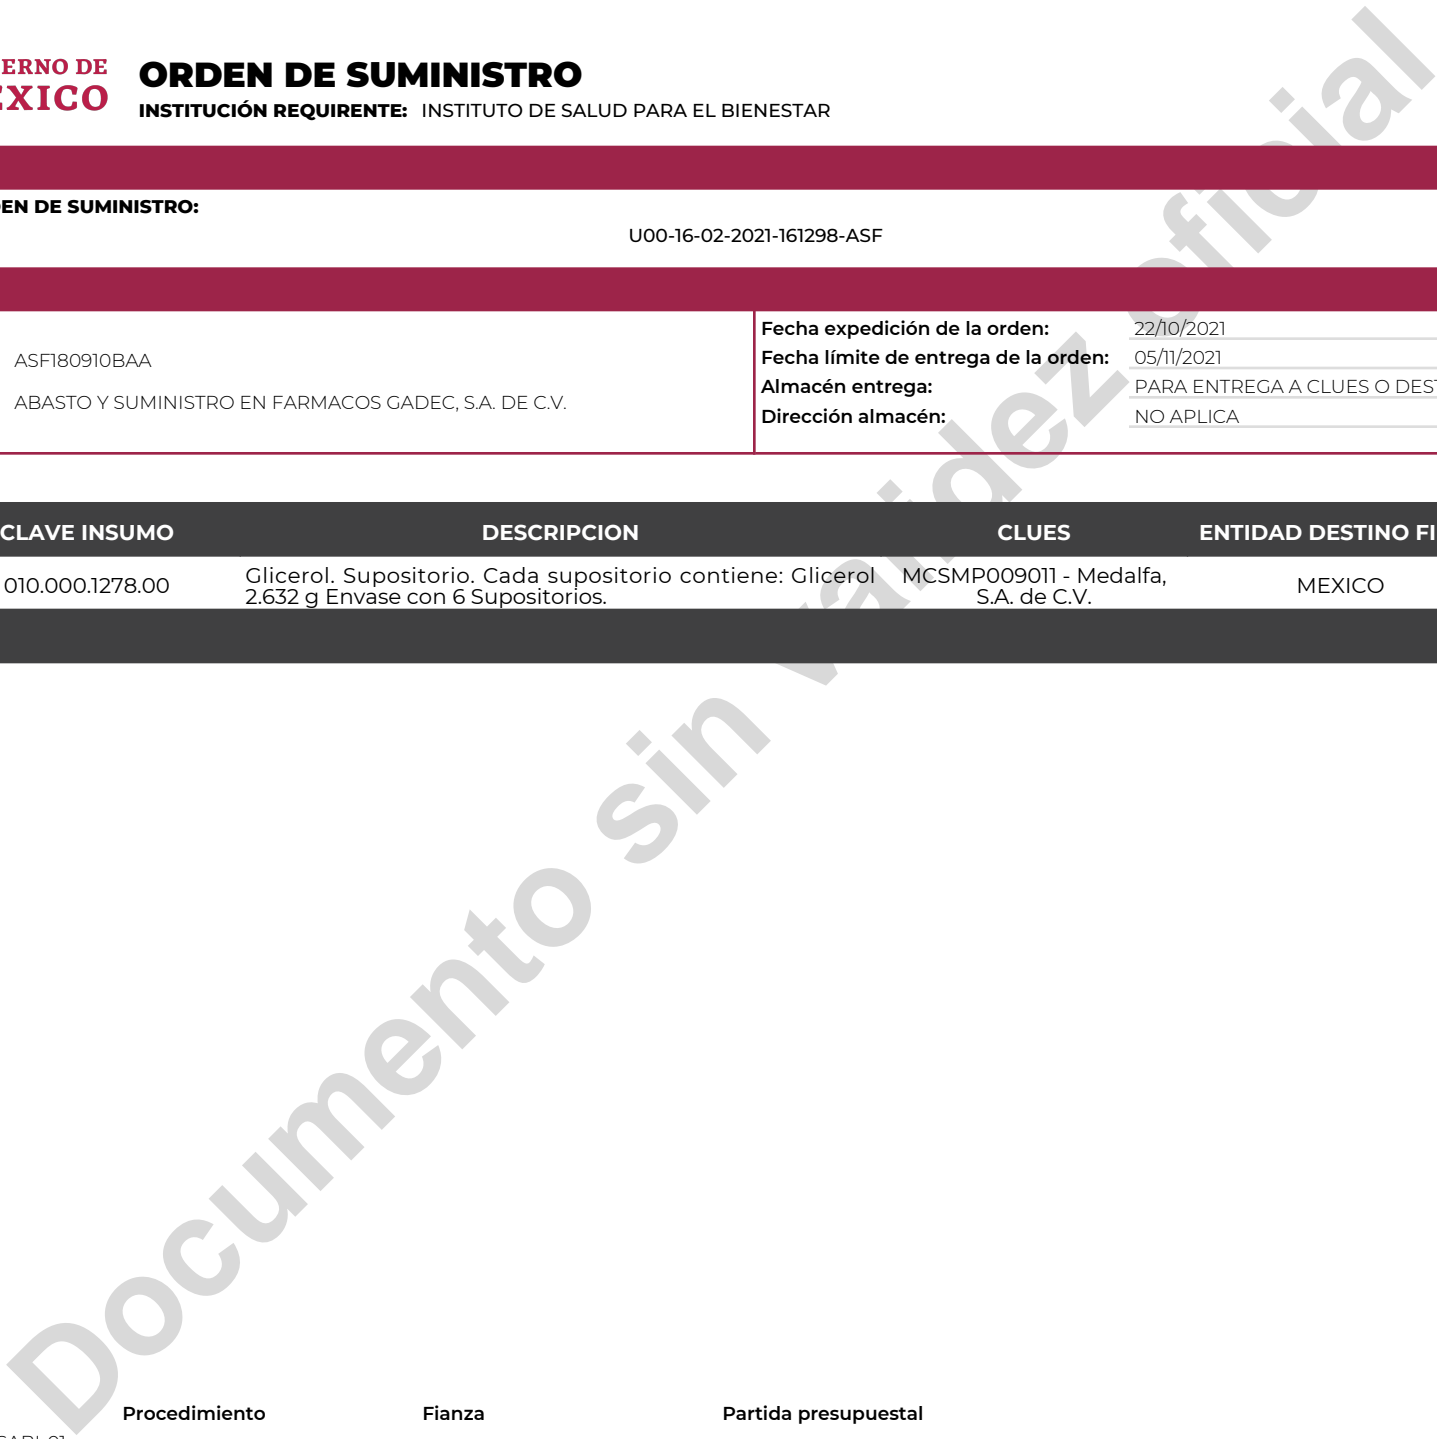 ERNO DE
ÉXICO
ORDEN DE SUMINISTRO
INSTITUCIÓN REQUIRENTE: INSTITUTO DE SALUD PARA EL BIENESTAR
EN DE SUMINISTRO:
U00-16-02-2021-161298-ASF
ASF180910BAA
ABASTO Y SUMINISTRO EN FARMACOS GADEC, S.A. DE C.V.
Fecha expedición de la orden: 22/10/2021
Fecha límite de entrega de la orden: 05/11/2021
Almacén entrega: PARA ENTREGA A CLUES O DEST
Dirección almacén: NO APLICA
CLAVE INSUMO DESCRIPCION CLUES ENTIDAD DESTINO FI
010.000.1278.00 Glicerol. Supositorio. Cada supositorio contiene: Glicerol MCSMP009011 - Medalfa, MEXICO
2.632 g Envase con 6 Supositorios. S.A. de C.V.
Documento sin validez oficial
Procedimiento Fianza Partida presupuestal